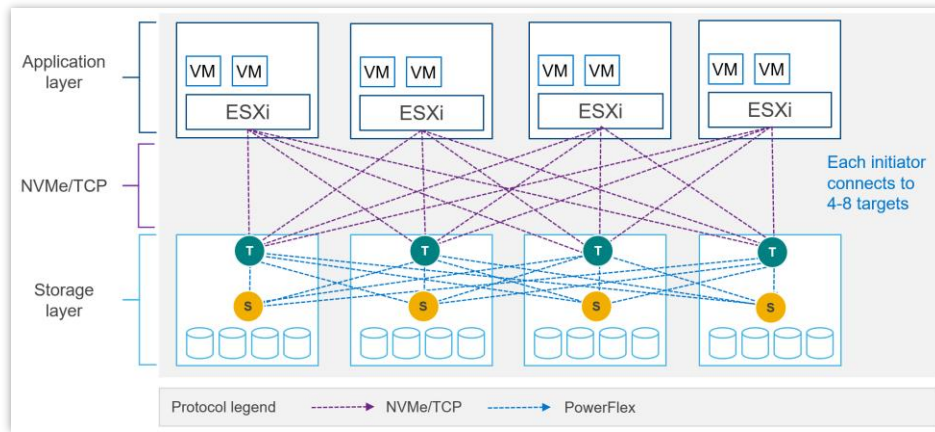 Application
layer
VM VM
VM VM
VM VM
VM VM
ESXi
ESXi
ESXi
ESXi
NVMe/TCP
Each initiator
connects to
4-8 targets
Storage
layer
T
T
T
T
S
S
S
S
Protocol legend
NVMe/TCP
PowerFlex